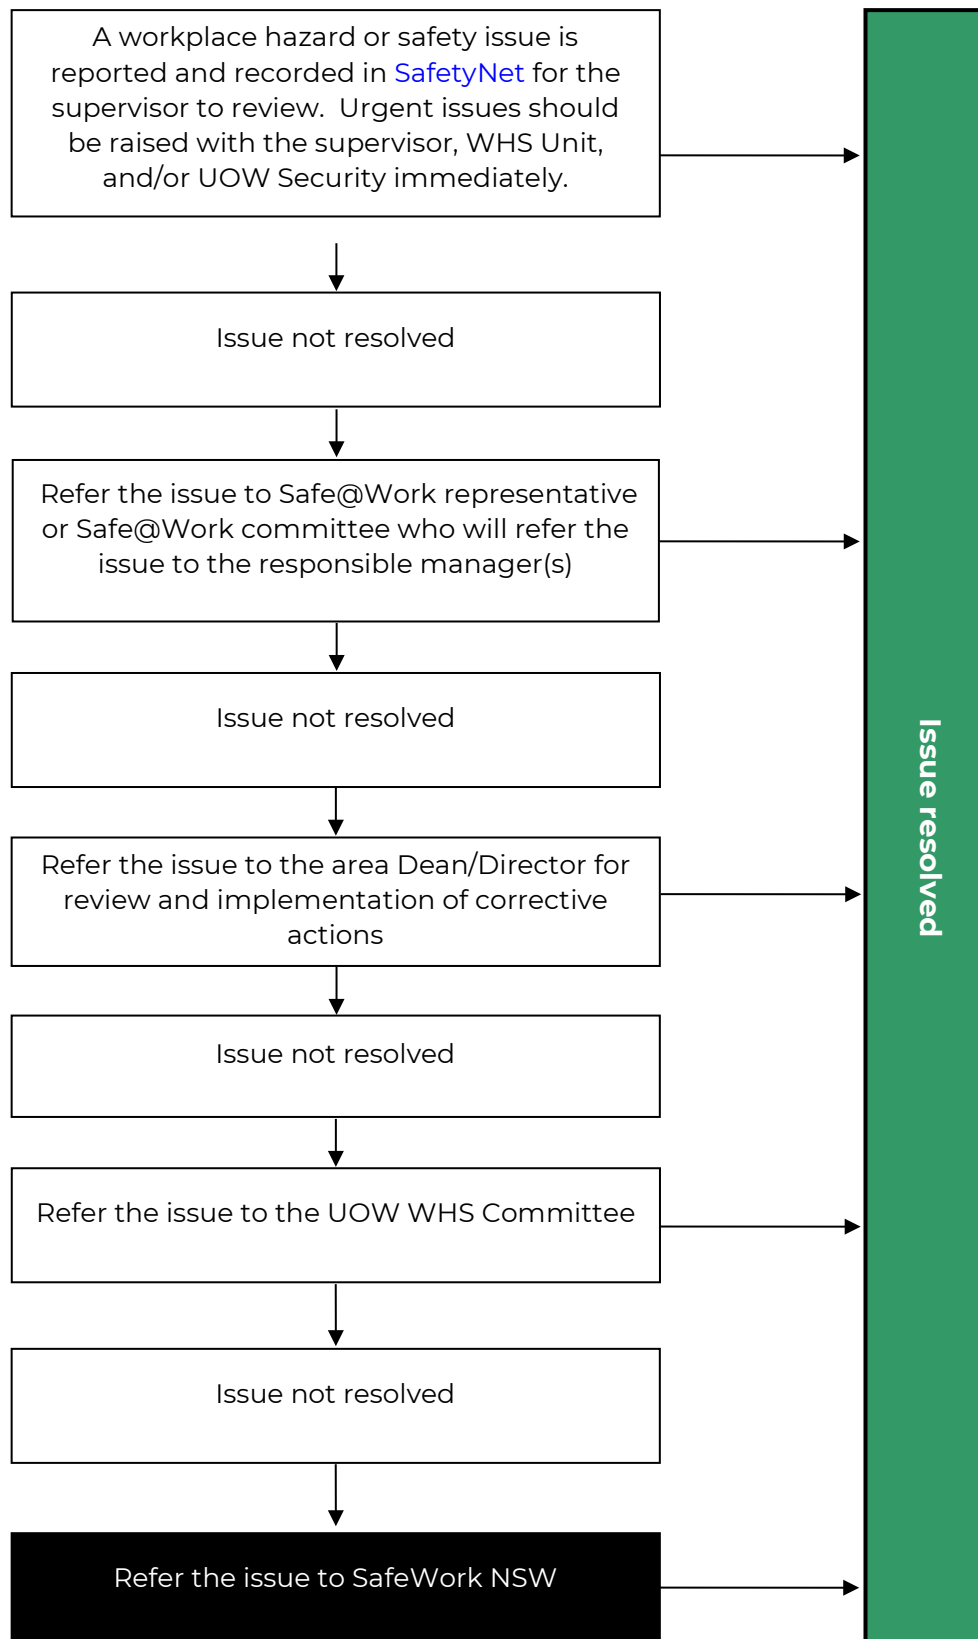 A workplace hazard or safety issue is
reported and recorded in SafetyNet for the
supervisor to review.  Urgent issues should
be raised with the supervisor, WHS Unit,
and/or UOW Security immediately.
Issue not resolved
Refer the issue to Safe@Work representative
or Safe@Work committee who will refer the
issue to the responsible manager(s)
Issue not resolved
Refer the issue to the area Dean/Director for
review and implementation of corrective
actions
Issue not resolved
Refer the issue to the UOW WHS Committee
Issue not resolved
Refer the issue to SafeWork NSW
Issue resolved